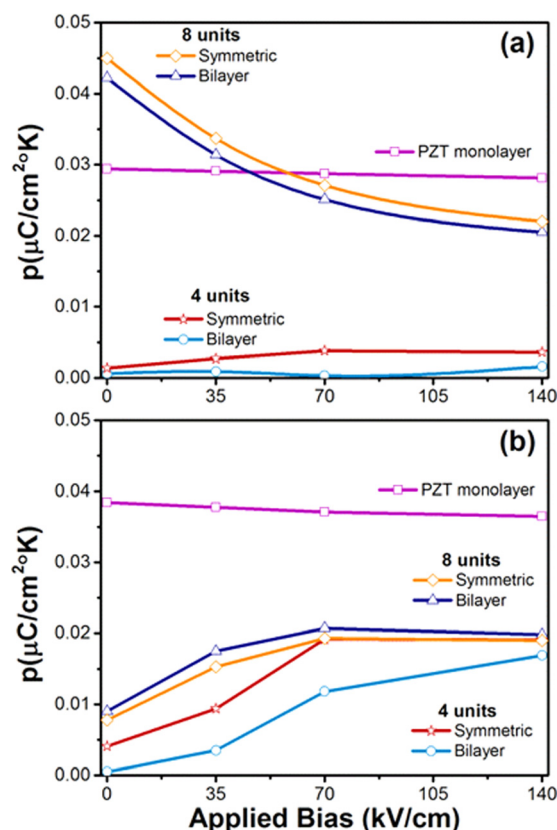 0.05
0.04
0.03
0.02
0.01
0.00
p(μC/cm²°K)
8 units
Symmetric
Bilayer
(a)
PZT monolayer
4 units
Symmetric
Bilayer
0 35 70 105 140
0.05
0.04
0.03
0.02
0.01
0.00
p(μC/cm²°K)
(b)
PZT monolayer
8 units
Symmetric
Bilayer
4 units
Symmetric
Bilayer
0 35 70 105 140
Applied Bias (kV/cm)